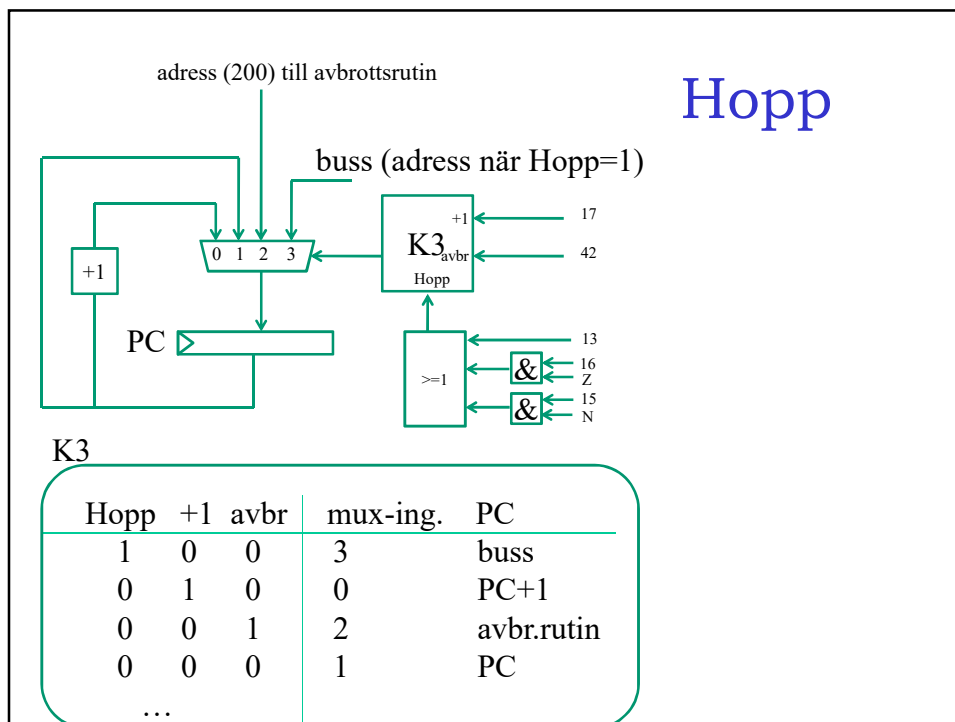 Hopp
adress (200) till avbrottsrutin
buss (adress när Hopp=1)
+1
17
K3
avbr
42
Hopp
0 1 2 3
+1
PC
13
>=1
&
16
Z
&
15
N
K3
Hopp +1 avbr mux-ing. PC
1 0 0 3 buss
0 1 0 0 PC+1
0 0 1 2 avbr.rutin
0 0 0 1 PC
…